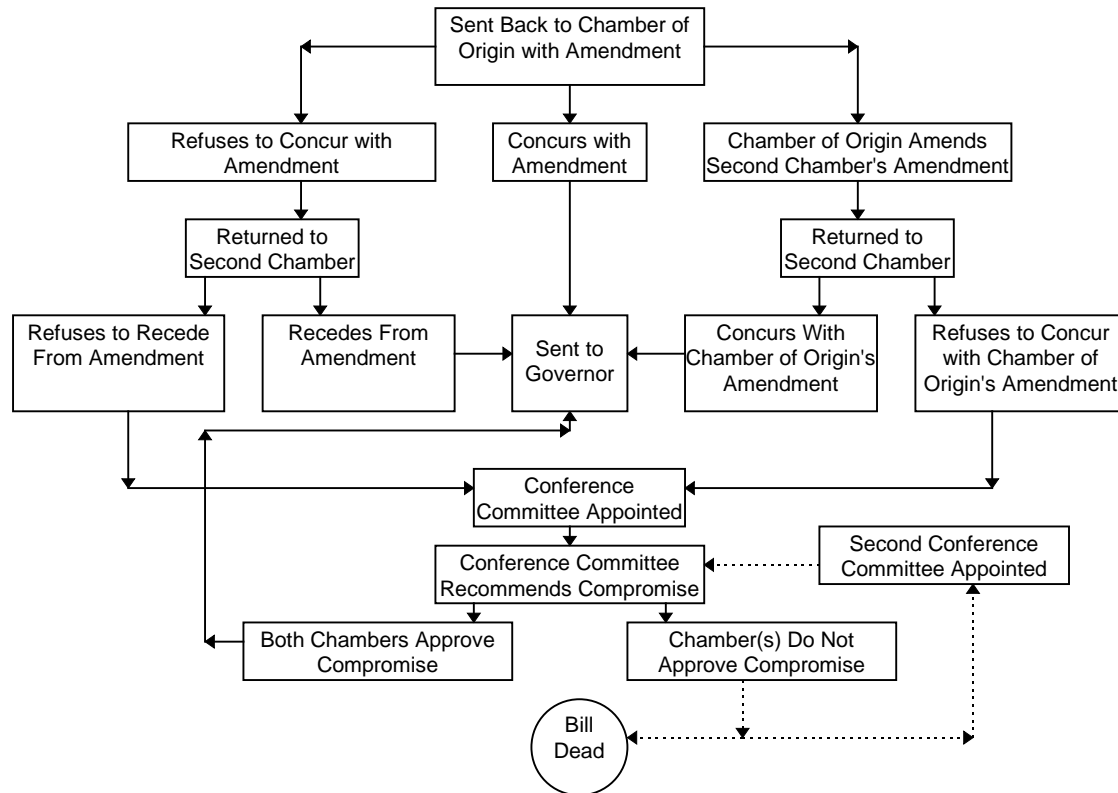 Sent Back to Chamber of
Origin with Amendment
Refuses to Concur with
Amendment
Concurs with
Amendment
Chamber of Origin Amends
Second Chamber's Amendment
Returned to
Second Chamber
Returned to
Second Chamber
Refuses to Recede
From Amendment
Recedes From
Amendment
Sent to
Governor
Concurs With
Chamber of Origin's
Amendment
Refuses to Concur
with Chamber of
Origin's Amendment
Conference
Committee Appointed
Conference Committee
Recommends Compromise
Second Conference
Committee Appointed
Both Chambers Approve
Compromise
Chamber(s) Do Not
Approve Compromise
Bill
Dead